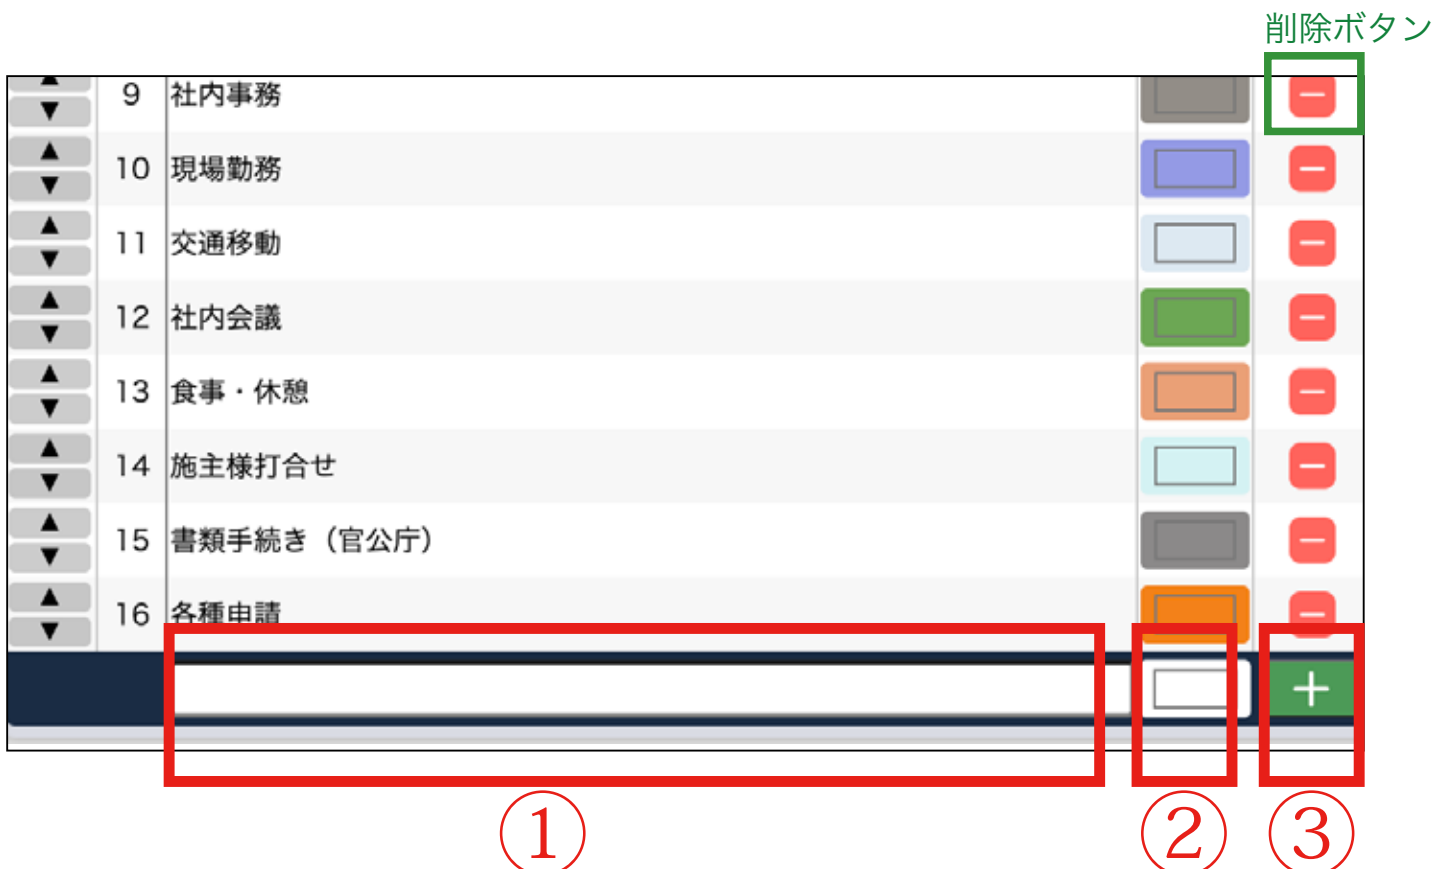 削除ボタン
9 社内事務
10 現場勤務
11 交通移動
12 社内会議
13 食事・休憩
14 施主様打合せ
15 書類手続き（官公庁）
16 各種申請
① ② ③